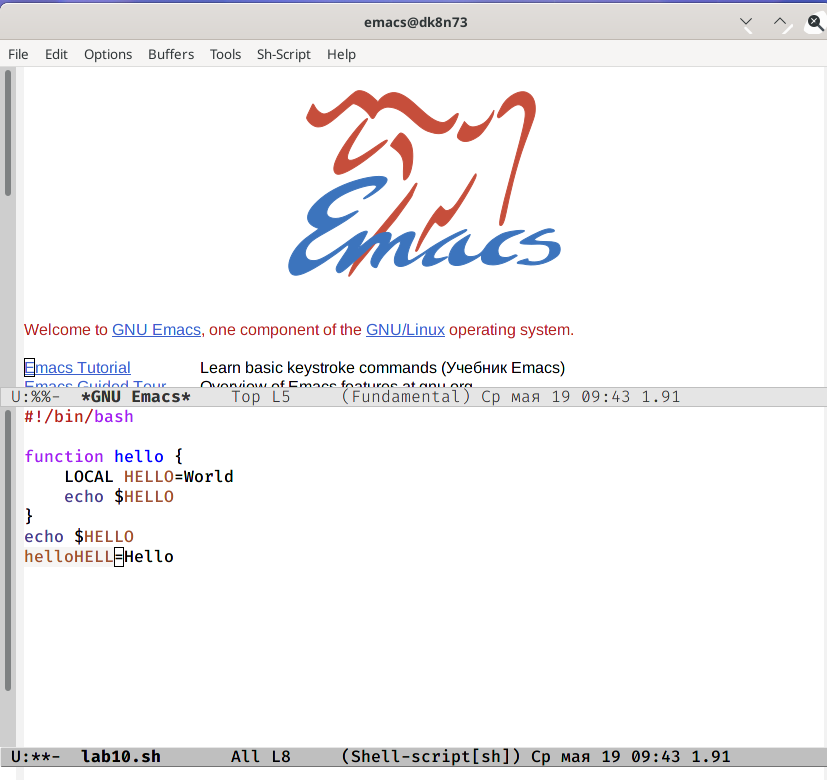 emacs@dk8n73
File Edit Options Buffers Tools Sh-Script Help
Emacs
Welcome to GNU Emacs, one component of the GNU/Linux operating system.
Emacs Tutorial Learn basic keystroke commands (Учебник Emacs)
Emacs Guided Tour Overview of Emacs features at gnu.org
U:%%- *GNU Emacs* Top L5 (Fundamental) Ср мая 19 09:43 1.91
#!/bin/bash
function hello {
    LOCAL HELLO=World
    echo $HELLO
}
echo $HELLO
helloHELL=Hello
U:**- lab10.sh All L8 (Shell-script[sh]) Ср мая 19 09:43 1.91